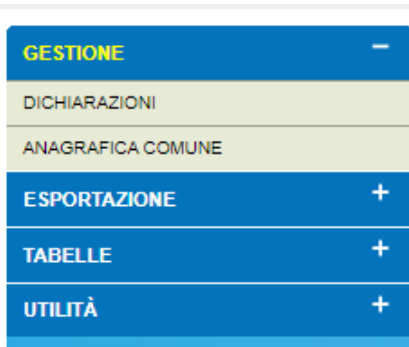 GESTIONE −
DICHIARAZIONI
ANAGRAFICA COMUNE
ESPORTAZIONE +
TABELLE +
UTILITÀ +